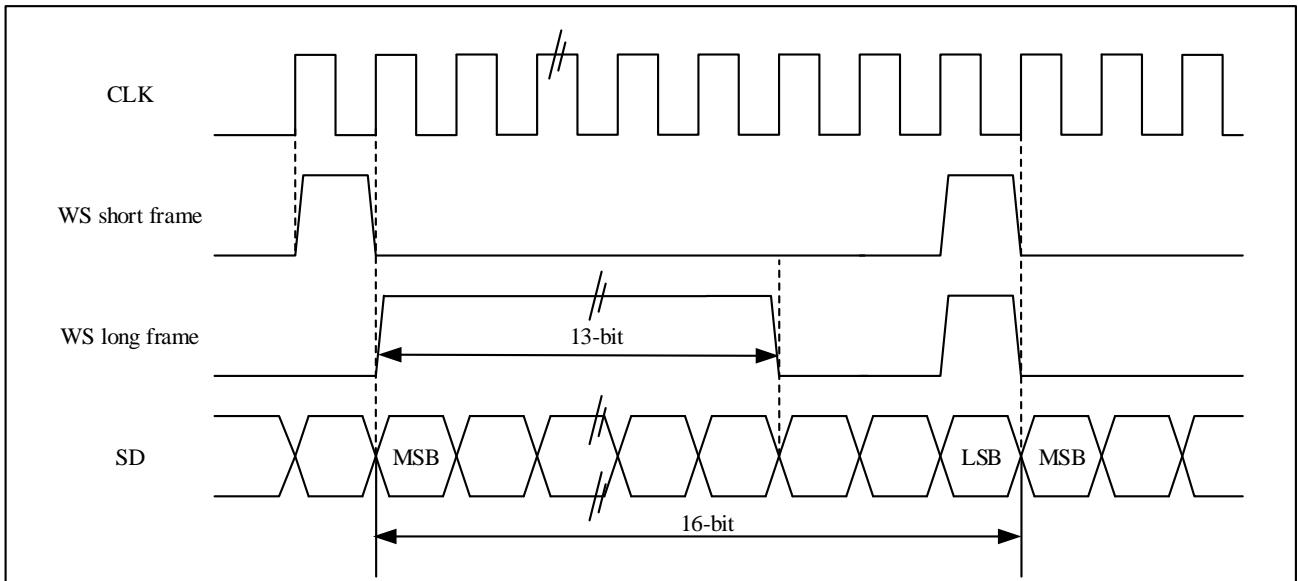 CLK
WS short frame
WS long frame
13-bit
SD
MSB
LSB
MSB
16-bit